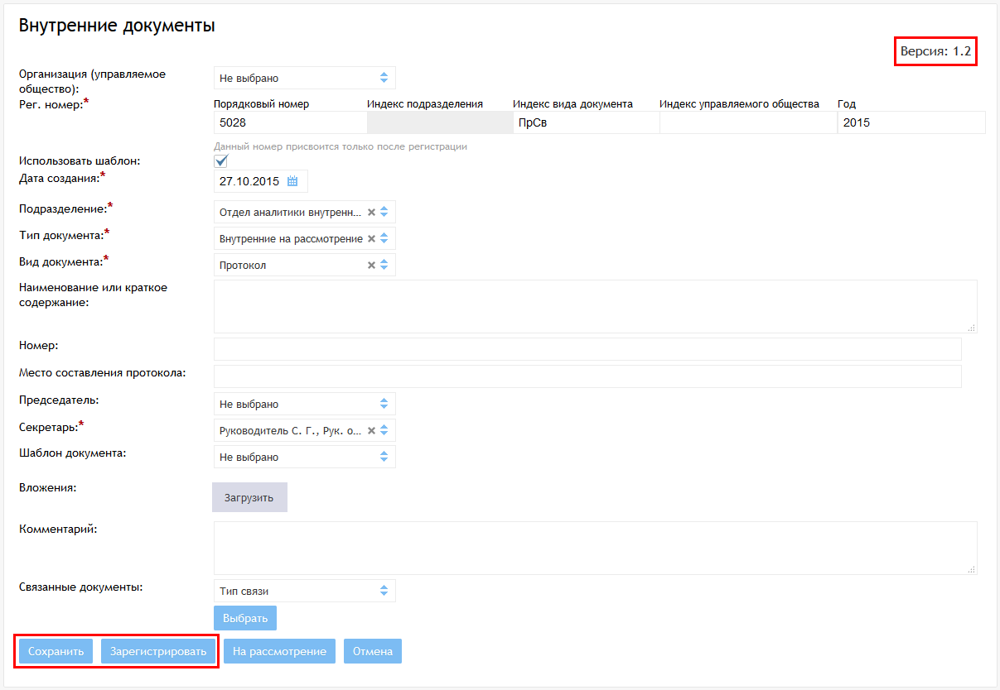 Внутренние документы
Версия: 1.2
Организация (управляемое
общество):
Не выбрано
Рег. номер:*
Порядковый номер Индекс подразделения Индекс вида документа Индекс управляемого общества Год
5028 ПрСв 2015
Данный номер присвоится только после регистрации
Использовать шаблон:
Дата создания:* 27.10.2015
Подразделение:* Отдел аналитики внутренн...
Тип документа:* Внутренние на рассмотрение
Вид документа:* Протокол
Наименование или краткое
содержание:
Номер:
Место составления протокола:
Председатель: Не выбрано
Секретарь:* Руководитель С. Г., Рук. о...
Шаблон документа: Не выбрано
Вложения: Загрузить
Комментарий:
Связанные документы: Тип связи
Выбрать
Сохранить Зарегистрировать На рассмотрение Отмена